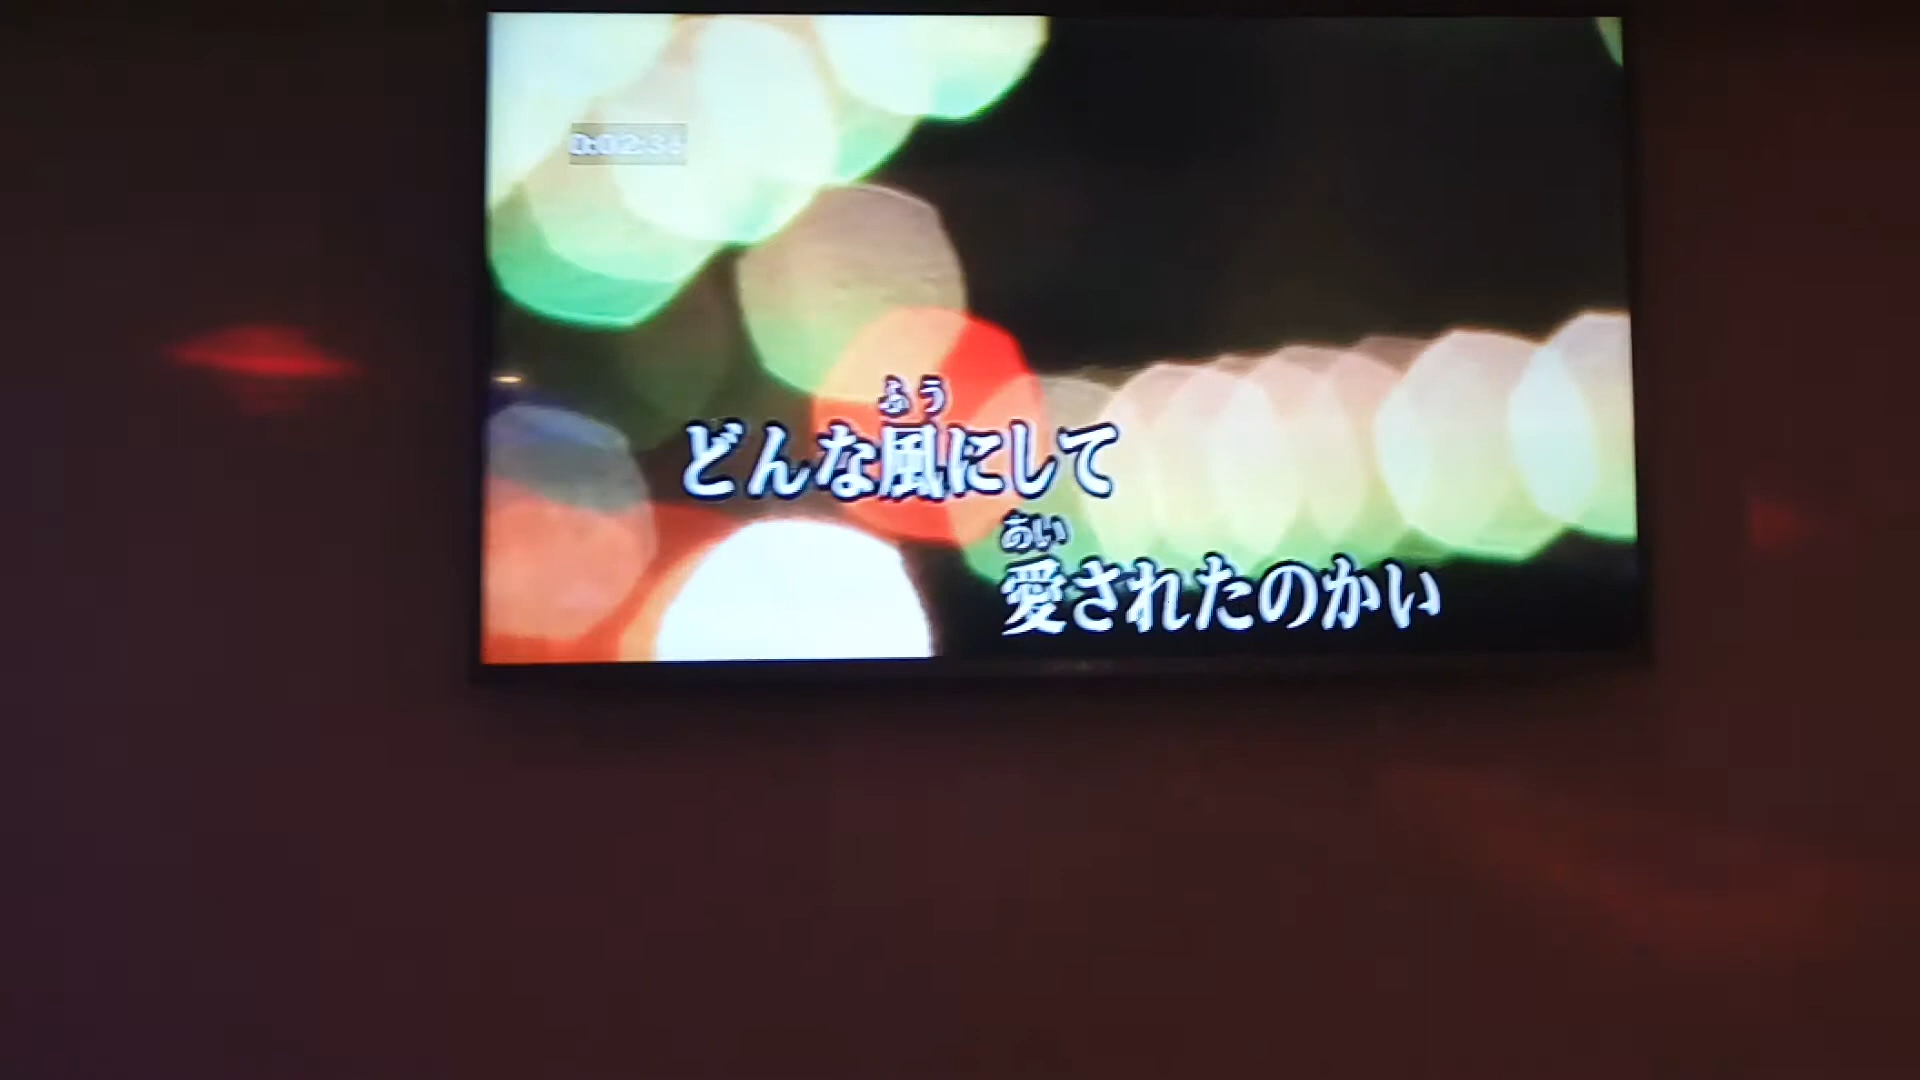 ふう
どんな風にして
あい
愛されたのかい